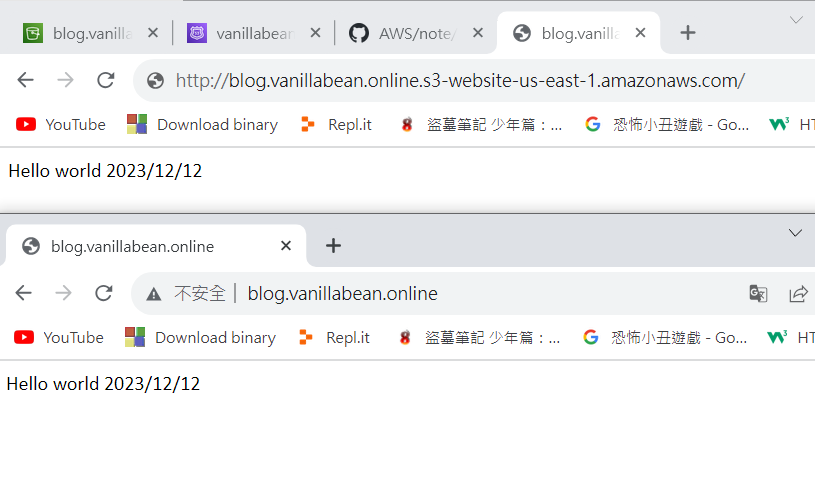 blog.vanilla
vanillabean
AWS/note/
blog.vanilla
http://blog.vanillabean.online.s3-website-us-east-1.amazonaws.com/
YouTube Download binary Repl.it 盜墓筆記 少年篇：... 恐怖小丑遊戲 - Go... HT
Hello world 2023/12/12
blog.vanillabean.online
不安全 | blog.vanillabean.online
YouTube Download binary Repl.it 盜墓筆記 少年篇：... 恐怖小丑遊戲 - Go... HT
Hello world 2023/12/12